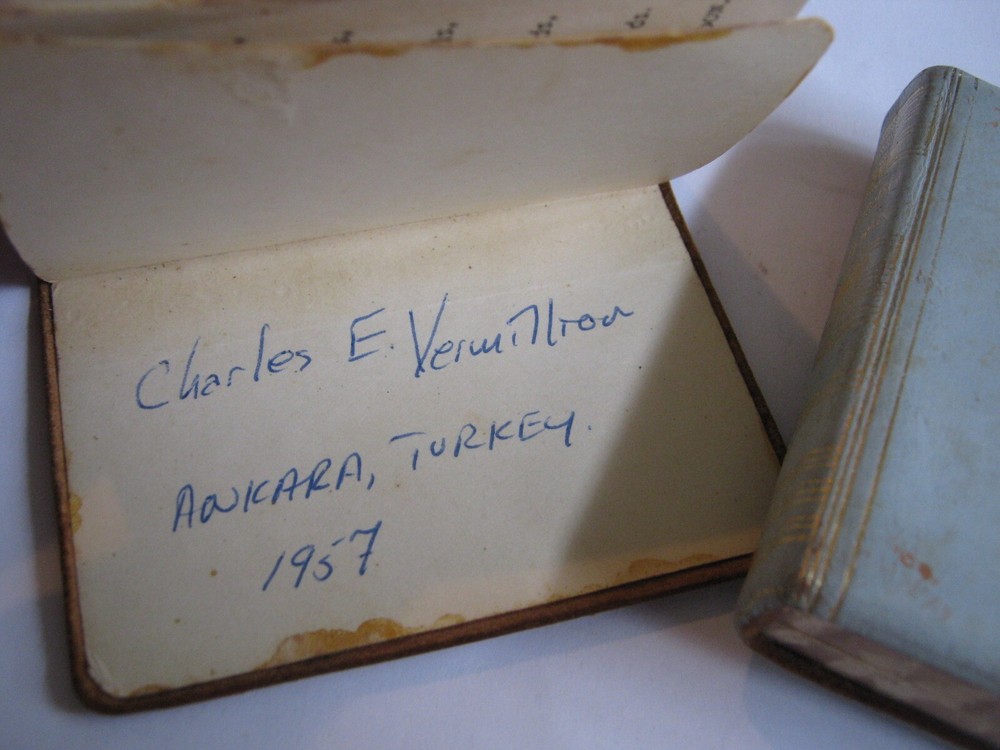 Charles E. Vermillion
ANKARA, TURKEY.
1957